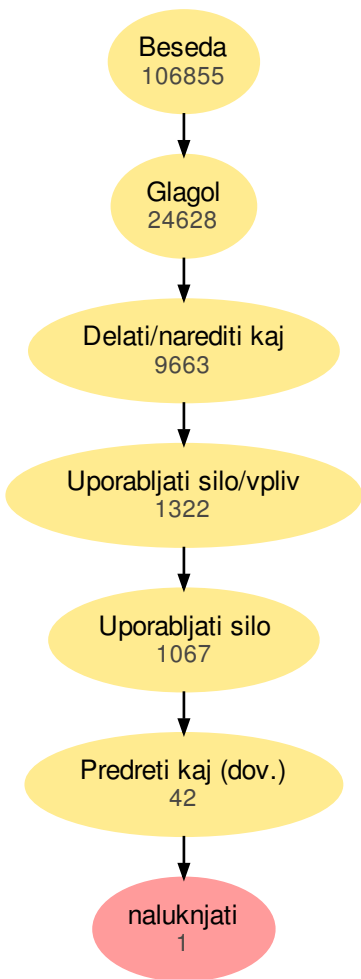 Beseda
106855
Glagol
24628
Delati/narediti kaj
9663
Uporabljati silo/vpliv
1322
Uporabljati silo
1067
Predreti kaj (dov.)
42
naluknjati
1